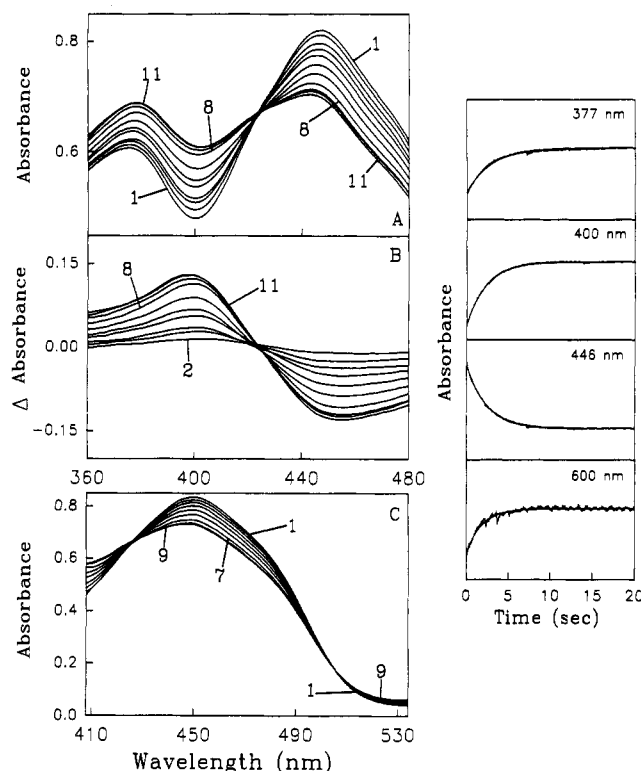 0.8
0.6
Absorbance
1
11
8
8
1
11
A
0.15
0.00
-0.15
Δ Absorbance
B
8
11
2
360 400 440 480
0.8
0.6
0.4
0.2
0.0
Absorbance
C
1
9
7
9
1
410 450 490 530
Wavelength (nm)
377 nm
400 nm
446 nm
600 nm
Absorbance
0 5 10 15 20
Time (sec)